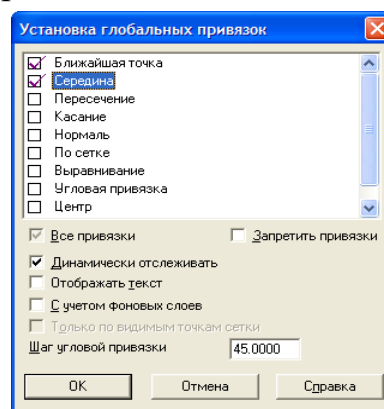 Установка глобальных привязок
Ближайшая точка
Середина
Пересечение
Касание
Нормаль
По сетке
Выравнивание
Угловая привязка
Центр
Все привязки Запретить привязки
Динамически отслеживать
Отображать текст
С учетом фоновых слоев
Только по видимым точкам сетки
Шаг угловой привязки 45.0000
OK Отмена Справка